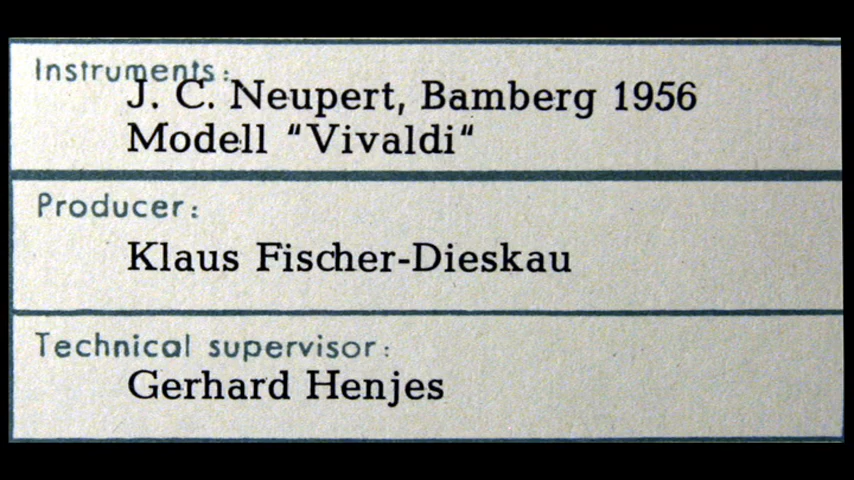 Instruments:
J. C. Neupert, Bamberg 1956
Modell “Vivaldi“
Producer:
Klaus Fischer-Dieskau
Technical supervisor:
Gerhard Henjes